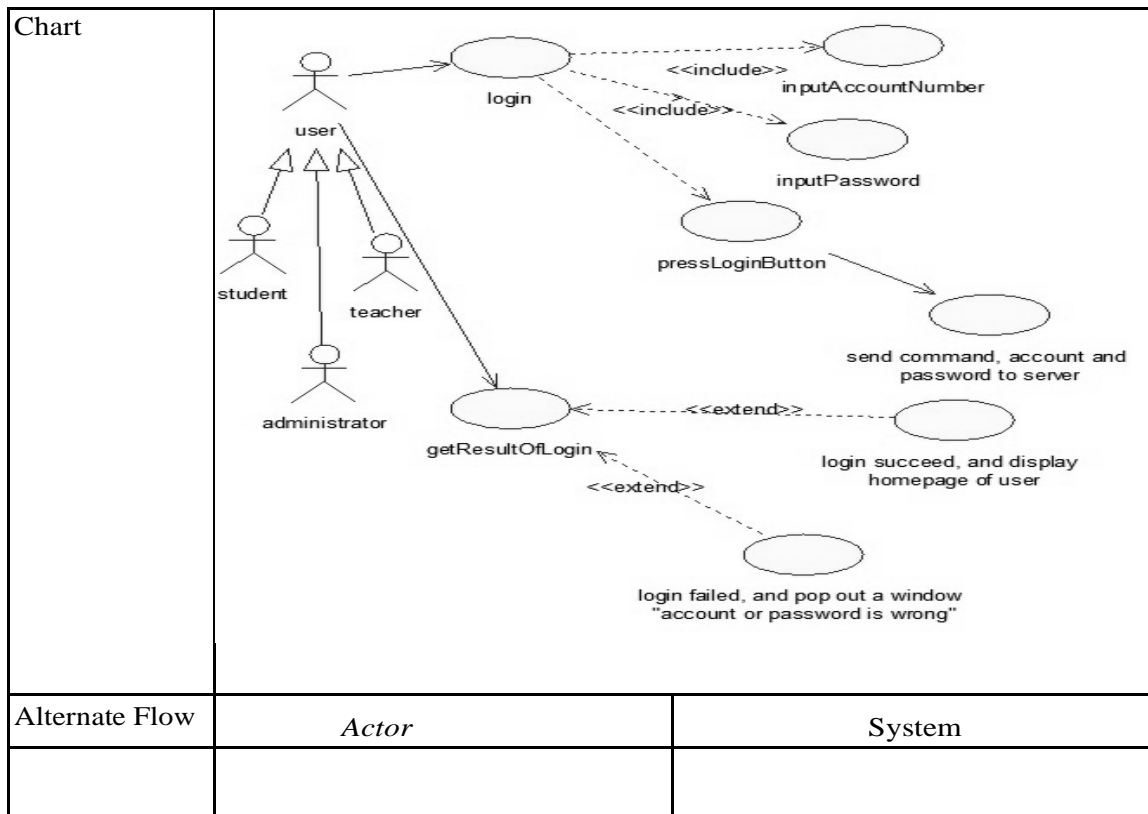 Chart
user
login
<<include>>
inputAccountNumber
<<include>>
inputPassword
pressLoginButton
student
teacher
administrator
send command, account and
password to server
getResultOfLogin
<<extend>>
login succeed, and display
homepage of user
<<extend>>
login failed, and pop out a window
"account or password is wrong"
Alternate Flow
Actor
System